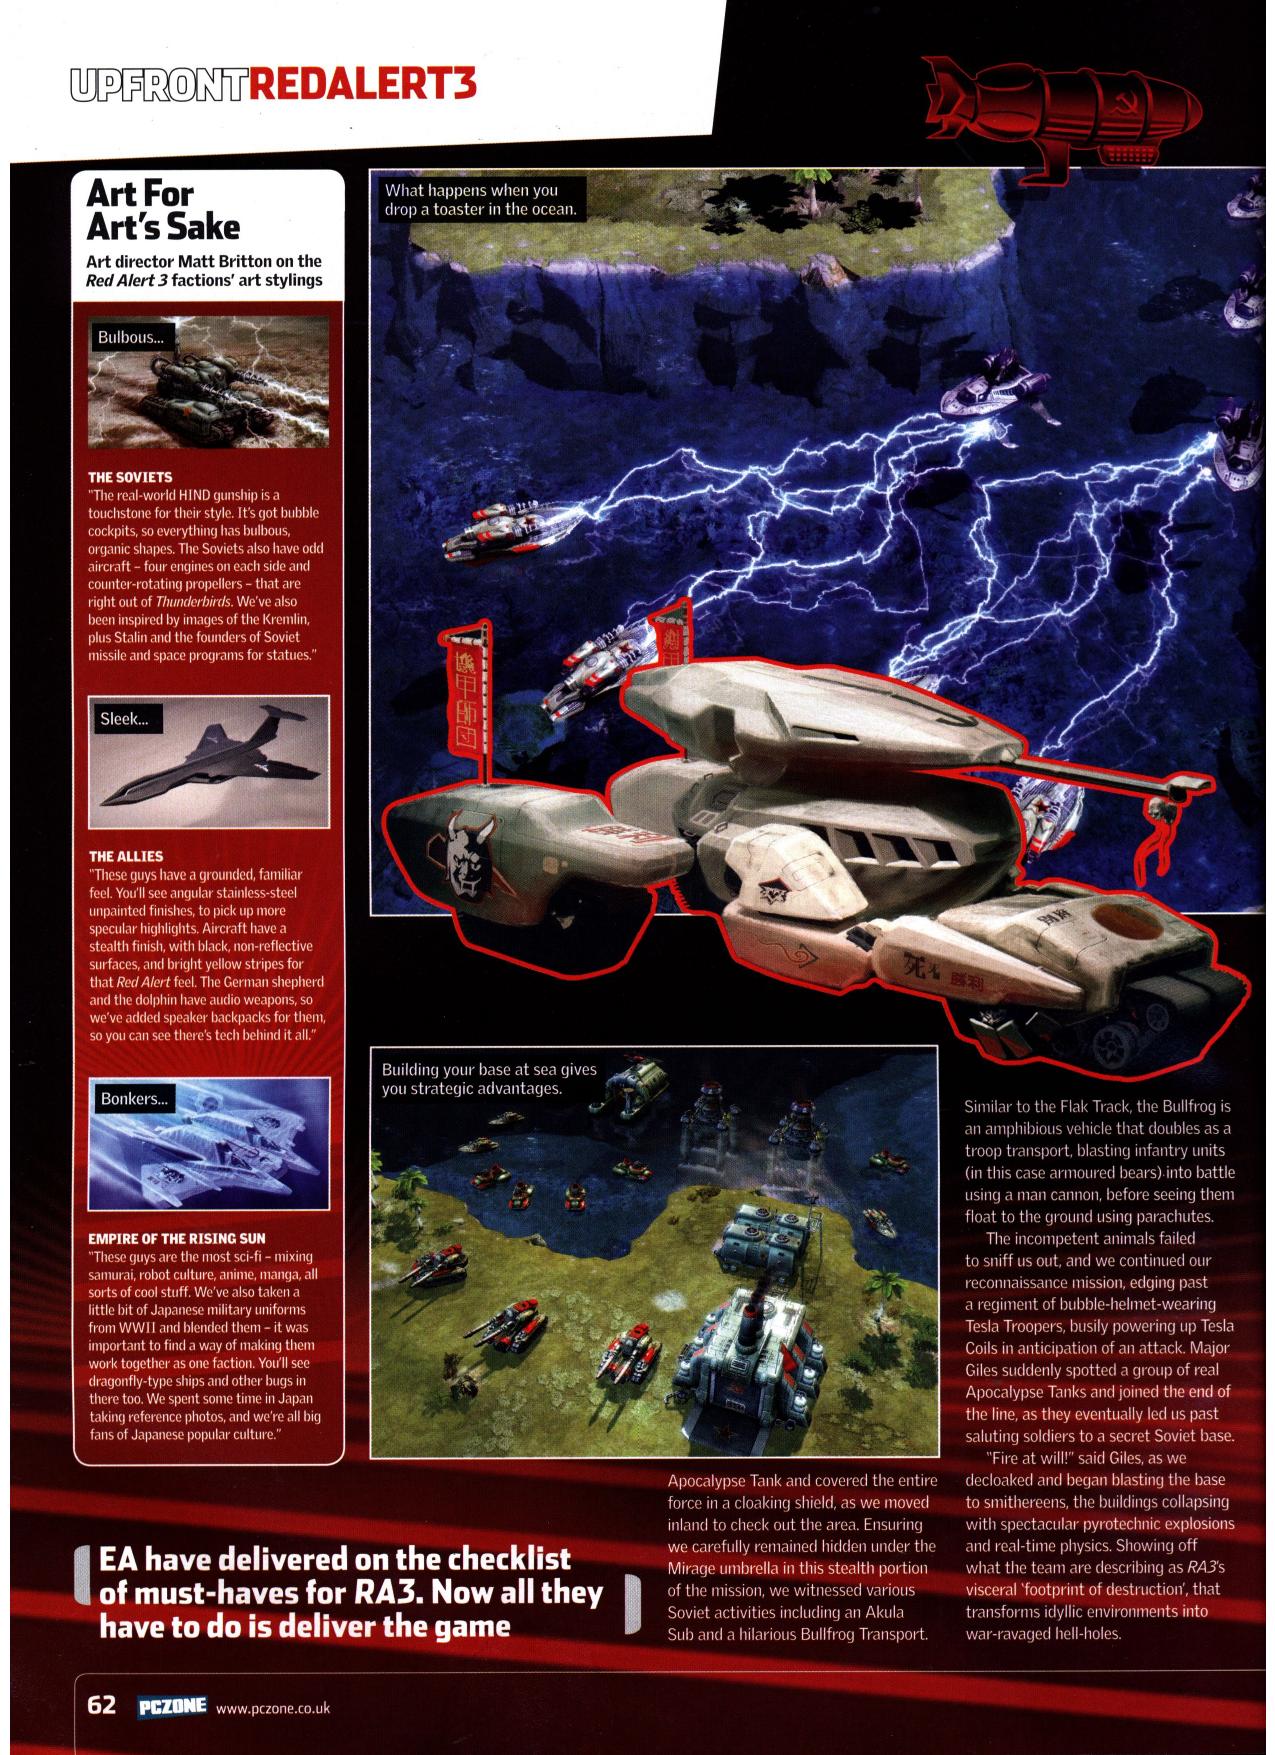 UPFRONTREDALERT3
Art For
Art's Sake
Art director Matt Britton on the
Red Alert 3 factions' art stylings
Bulbous...
THE SOVIETS
"The real-world HIND gunship is a
touchstone for their style. It's got bubble
cockpits, so everything has bulbous,
organic shapes. The Soviets also have odd
aircraft – four engines on each side and
counter-rotating propellers – that are
right out of Thunderbirds. We've also
been inspired by images of the Kremlin,
plus Stalin and the founders of Soviet
missile and space programs for statues."
Sleek...
THE ALLIES
"These guys have a grounded, familiar
feel. You'll see angular stainless-steel
unpainted finishes, to pick up more
specular highlights. Aircraft have a
stealth finish, with black, non-reflective
surfaces, and bright yellow stripes for
that Red Alert feel. The German shepherd
and the dolphin have audio weapons, so
we've added speaker backpacks for them,
so you can see there's tech behind it all."
Bonkers...
EMPIRE OF THE RISING SUN
"These guys are the most sci-fi – mixing
samurai, robot culture, anime, manga, all
sorts of cool stuff. We've also taken a
little bit of Japanese military uniforms
from WWII and blended them – it was
important to find a way of making them
work together as one faction. You'll see
dragonfly-type ships and other bugs in
there too. We spent some time in Japan
taking reference photos, and we're all big
fans of Japanese popular culture."
What happens when you
drop a toaster in the ocean.
甲
師
団
死
勝利
Building your base at sea gives
you strategic advantages.
EA have delivered on the checklist
of must-haves for RA3. Now all they
have to do is deliver the game
Apocalypse Tank and covered the entire
force in a cloaking shield, as we moved
inland to check out the area. Ensuring
we carefully remained hidden under the
Mirage umbrella in this stealth portion
of the mission, we witnessed various
Soviet activities including an Akula
Sub and a hilarious Bullfrog Transport.
Similar to the Flak Track, the Bullfrog is
an amphibious vehicle that doubles as a
troop transport, blasting infantry units
(in this case armoured bears) into battle
using a man cannon, before seeing them
float to the ground using parachutes.
The incompetent animals failed
to sniff us out, and we continued our
reconnaissance mission, edging past
a regiment of bubble-helmet-wearing
Tesla Troopers, busily powering up Tesla
Coils in anticipation of an attack. Major
Giles suddenly spotted a group of real
Apocalypse Tanks and joined the end of
the line, as they eventually led us past
saluting soldiers to a secret Soviet base.
"Fire at will!" said Giles, as we
decloaked and began blasting the base
to smithereens, the buildings collapsing
with spectacular pyrotechnic explosions
and real-time physics. Showing off
what the team are describing as RA3's
visceral 'footprint of destruction', that
transforms idyllic environments into
war-ravaged hell-holes.
62 PCZONE www.pczone.co.uk